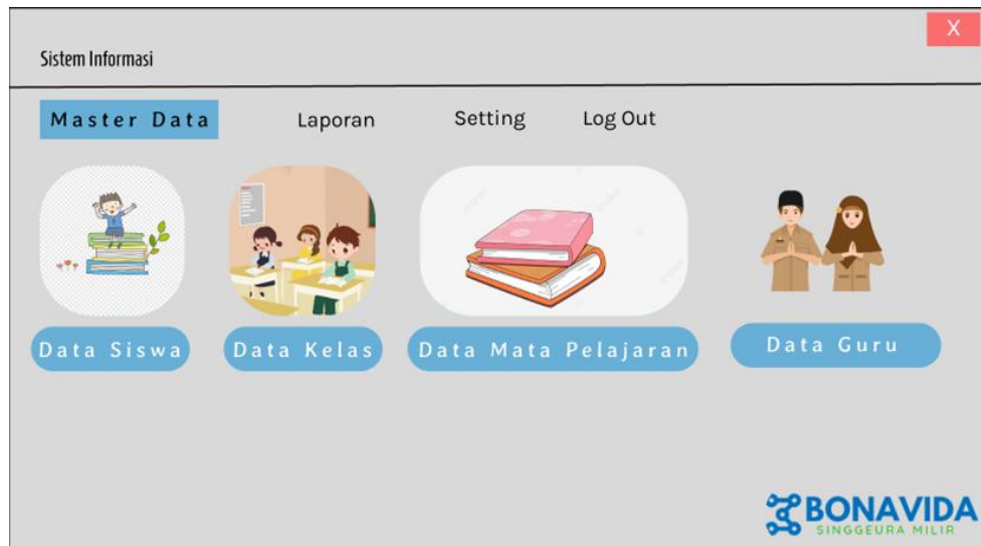 X
Sistem Informasi
Master Data Laporan Setting Log Out
Data Siswa Data Kelas Data Mata Pelajaran Data Guru
BONAVIDA
SINGGEURA MILIR